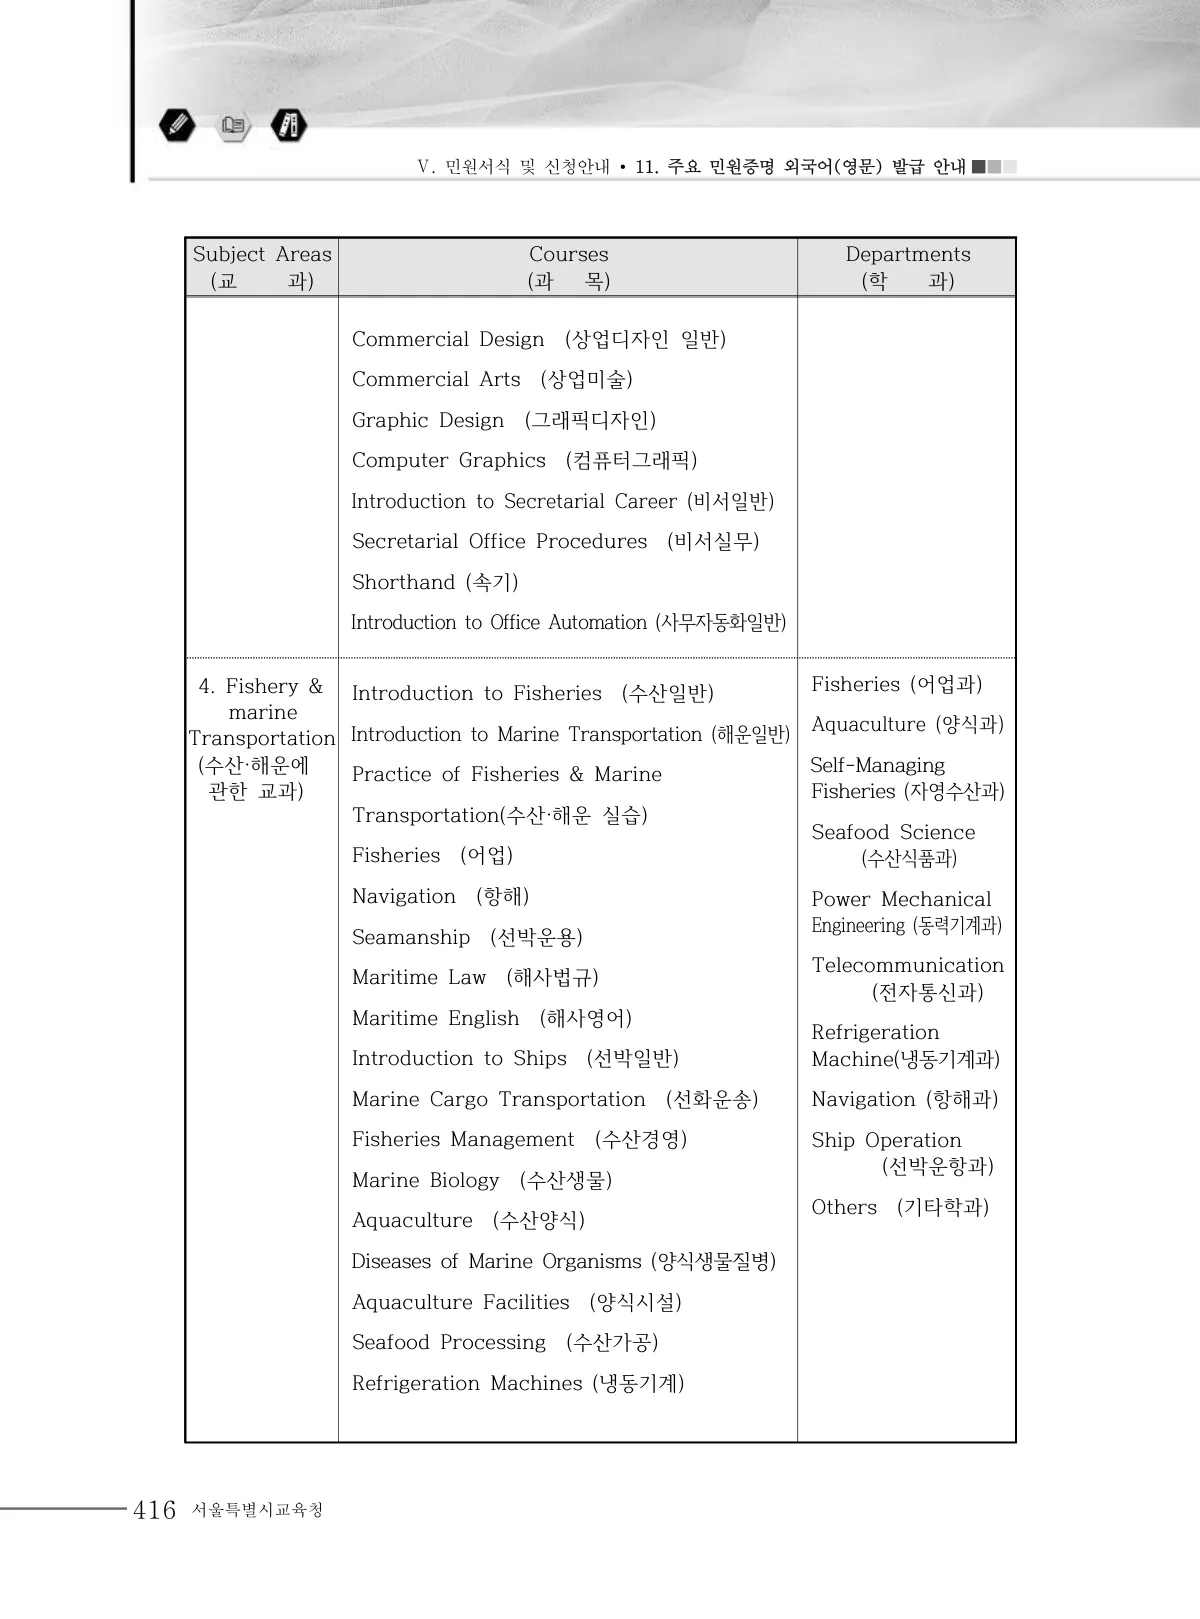 Ⅴ. 민원서식 및 신청안내 • 11. 주요 민원증명 외국어(영문) 발급 안내
Subject Areas
(교 과)
Courses
(과 목)
Departments
(학 과)
Commercial Design (상업디자인 일반)
Commercial Arts (상업미술)
Graphic Design (그래픽디자인)
Computer Graphics (컴퓨터그래픽)
Introduction to Secretarial Career (비서일반)
Secretarial Office Procedures (비서실무)
Shorthand (속기)
Introduction to Office Automation (사무자동화일반)
4. Fishery &
marine
Transportation
(수산·해운에
관한 교과)
Introduction to Fisheries (수산일반)
Introduction to Marine Transportation (해운일반)
Practice of Fisheries & Marine
Transportation(수산·해운 실습)
Fisheries (어업)
Navigation (항해)
Seamanship (선박운용)
Maritime Law (해사법규)
Maritime English (해사영어)
Introduction to Ships (선박일반)
Marine Cargo Transportation (선화운송)
Fisheries Management (수산경영)
Marine Biology (수산생물)
Aquaculture (수산양식)
Diseases of Marine Organisms (양식생물질병)
Aquaculture Facilities (양식시설)
Seafood Processing (수산가공)
Refrigeration Machines (냉동기계)
Fisheries (어업과)
Aquaculture (양식과)
Self-Managing
Fisheries (자영수산과)
Seafood Science
(수산식품과)
Power Mechanical
Engineering (동력기계과)
Telecommunication
(전자통신과)
Refrigeration
Machine(냉동기계과)
Navigation (항해과)
Ship Operation
(선박운항과)
Others (기타학과)
416 서울특별시교육청